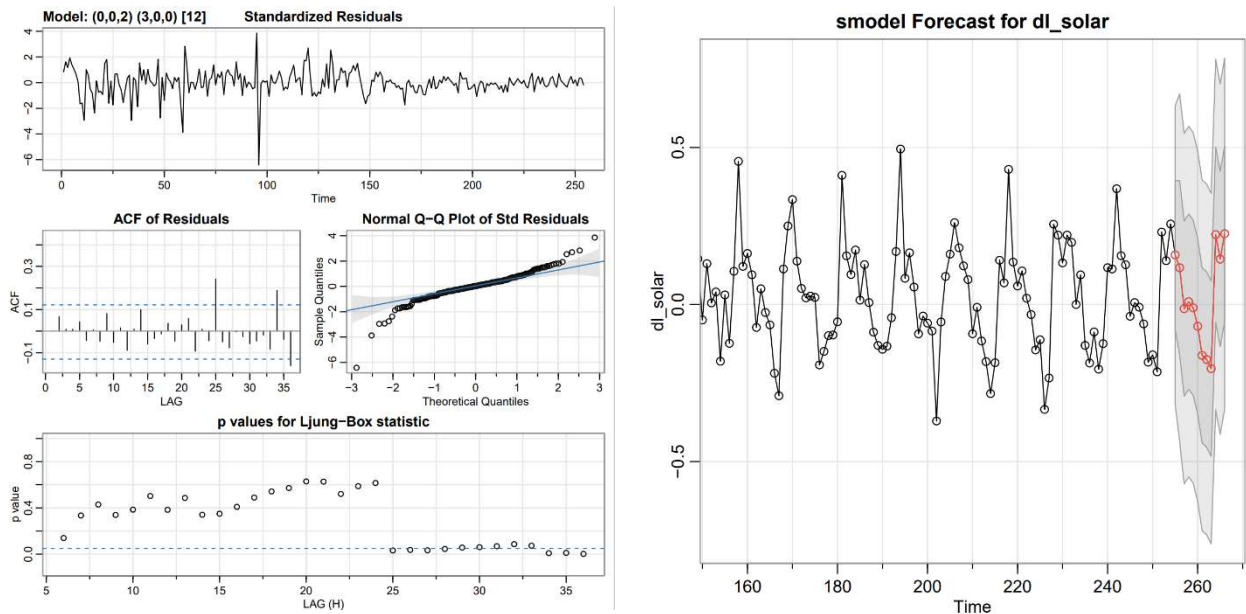 Model: (0,0,2) (3,0,0) [12] Standardized Residuals
4
2
0
−2
−4
−6
0 50 100 150 200 250
Time
ACF of Residuals
ACF
0.3
0.1
−0.1
0 5 10 15 20 25 30 35
LAG
Normal Q−Q Plot of Std Residuals
Sample Quantiles
4
2
0
−2
−4
−6
−3 −2 −1 0 1 2 3
Theoretical Quantiles
p values for Ljung−Box statistic
p value
0.8
0.4
0.0
5 10 15 20 25 30 35
LAG (H)
smodel Forecast for dl_solar
dl_solar
0.5
0.0
−0.5
160 180 200 220 240 260
Time